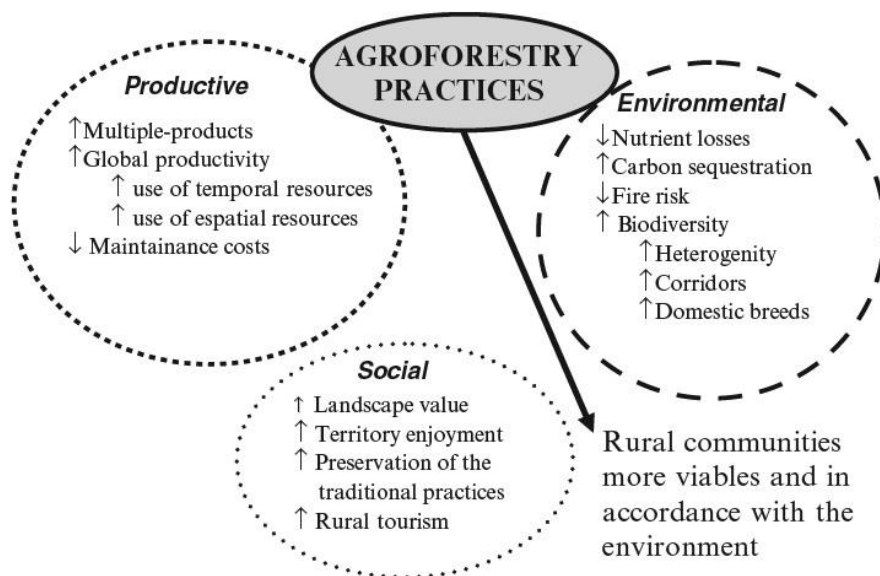 AGROFORESTRY
PRACTICES
Productive
↑Multiple-products
↑Global productivity
↑ use of temporal resources
↑ use of espatial resources
↓ Maintainance costs
Environmental
↓Nutrient losses
↑Carbon sequestration
↓Fire risk
↑ Biodiversity
↑Heterogenity
↑Corridors
↑Domestic breeds
Social
↑ Landscape value
↑ Territory enjoyment
↑ Preservation of the
traditional practices
↑ Rural tourism
Rural communities
more viables and in
accordance with the
environment